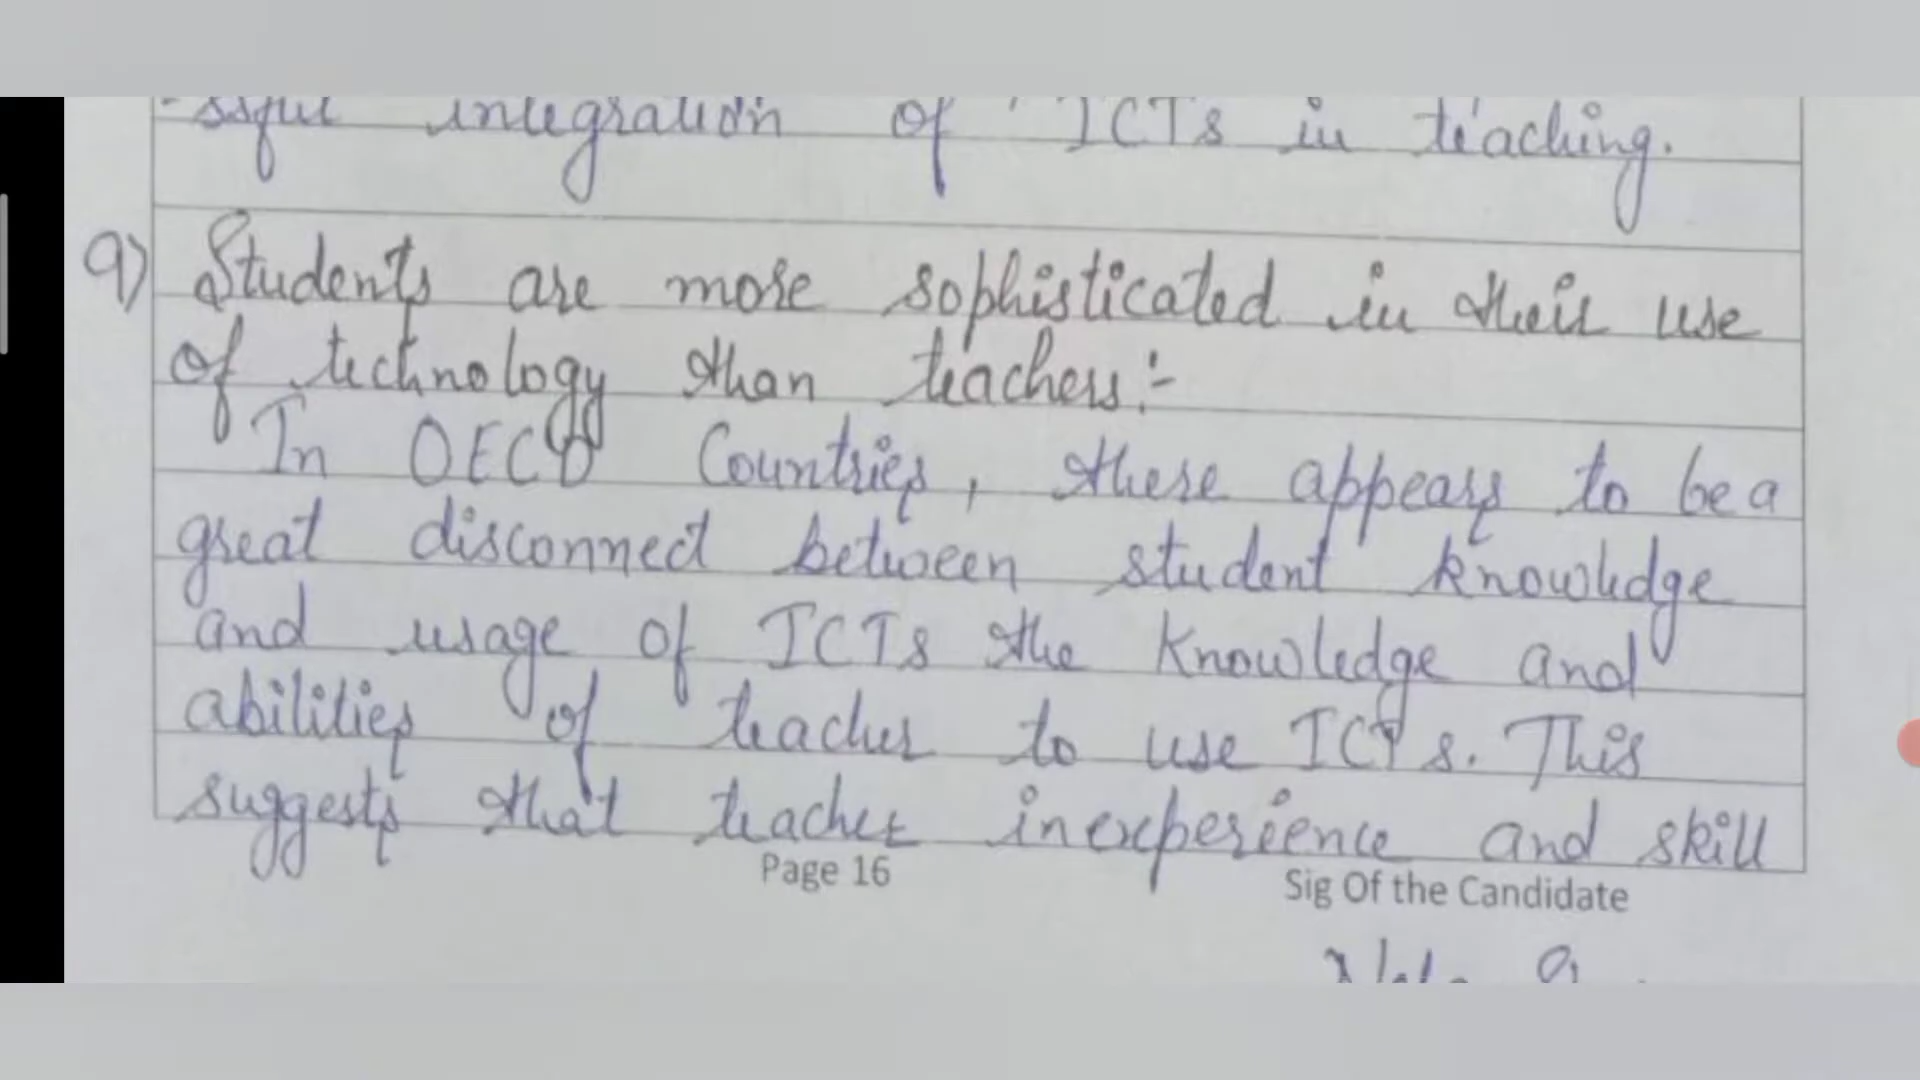 -ssful integration of ICTs in teaching.
9) Students are more sophisticated in their use
of technology than teachers:-
In OECD Countries, there appears to be a
great disconnect between student knowledge
and usage of ICTs the Knowledge and
abilities of teacher to use ICTs. This
suggests that teacher inexpereence and skill
Page 16
Sig Of the Candidate